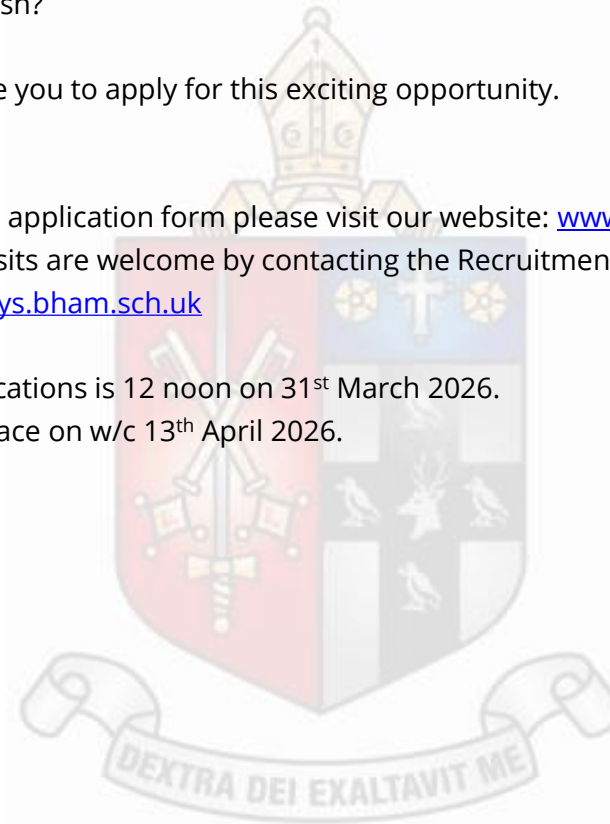 sh?
e you to apply for this exciting opportunity.
application form please visit our website: www
sits are welcome by contacting the Recruitmen
ys.bham.sch.uk
cations is 12 noon on 31st March 2026.
ace on w/c 13th April 2026.
DEXTRA DEI EXALTAVIT ME